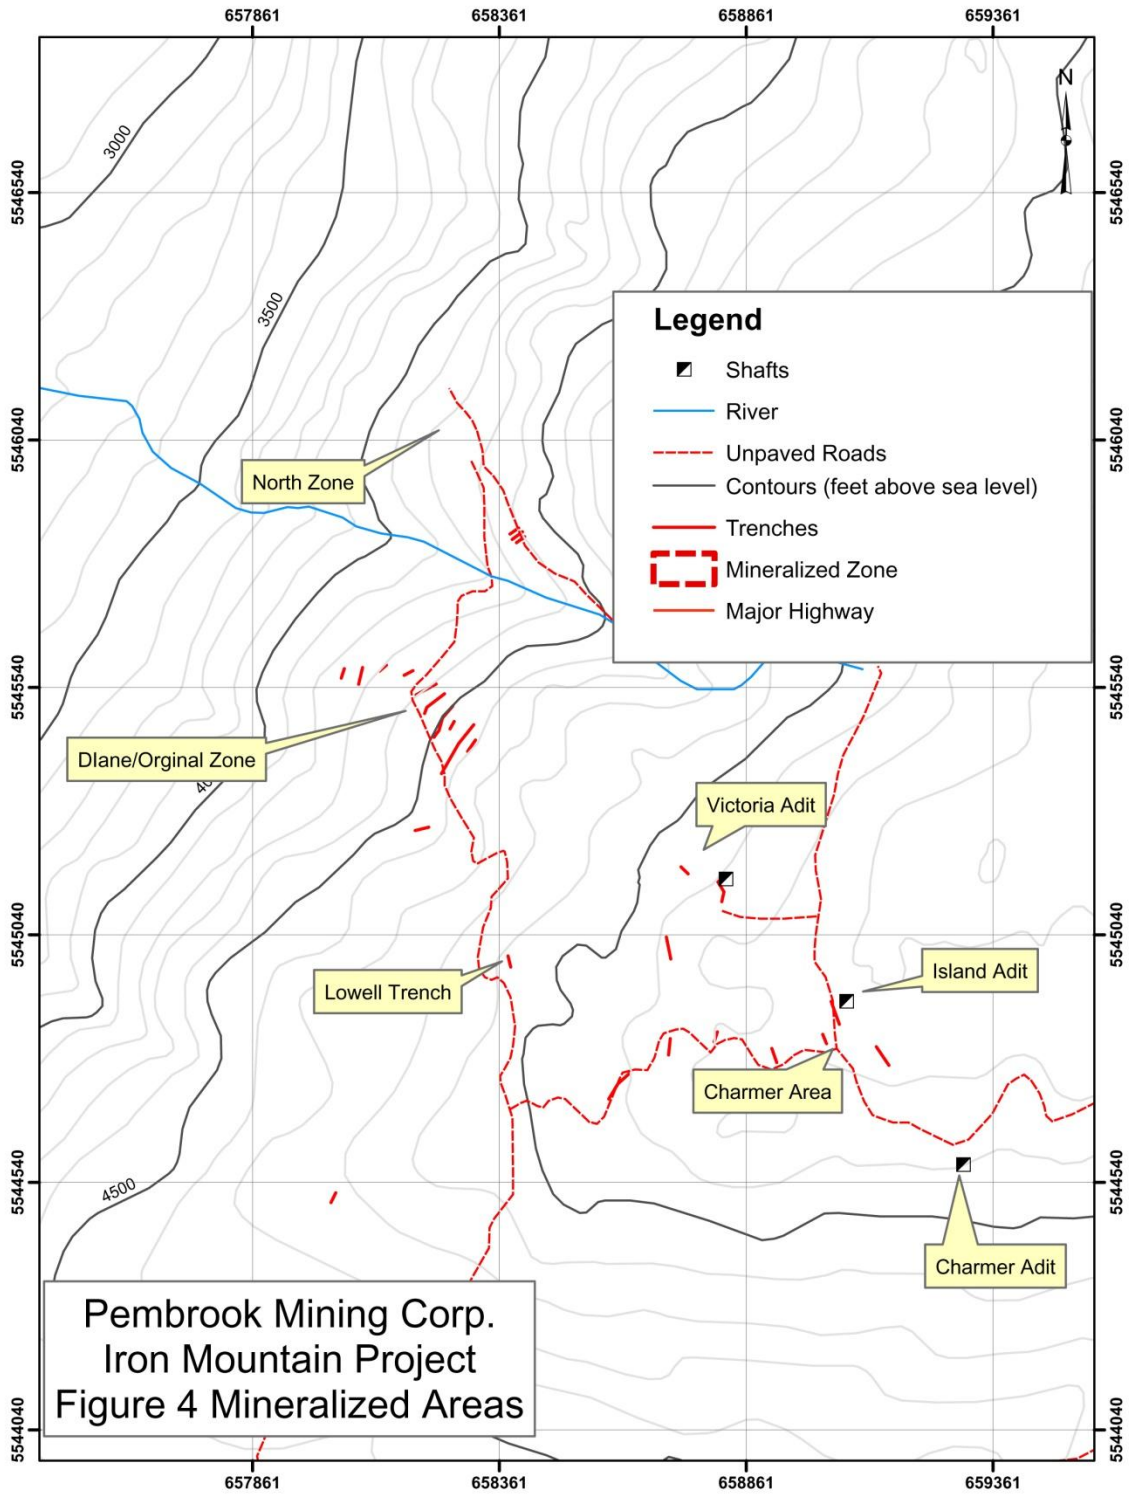 657861 658361 658861 659361
N
3000
5546540 5546540
3500
Legend
Shafts
River
5546040 5546040
Unpaved Roads
North Zone
Contours (feet above sea level)
Trenches
Mineralized Zone
Major Highway
5545540 5545540
DIane/Orginal Zone
Victoria Adit
5545040 5545040
Island Adit
Lowell Trench
Charmer Area
4500
5544540 5544540
Charmer Adit
Pembrook Mining Corp.
Iron Mountain Project
Figure 4 Mineralized Areas
5544040 5544040
657861 658361 658861 659361